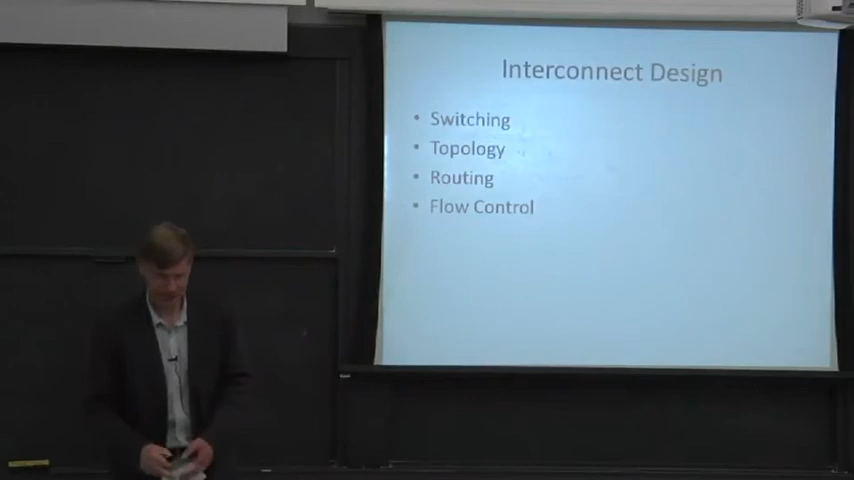 Interconnect Design
• Switching
• Topology
• Routing
• Flow Control